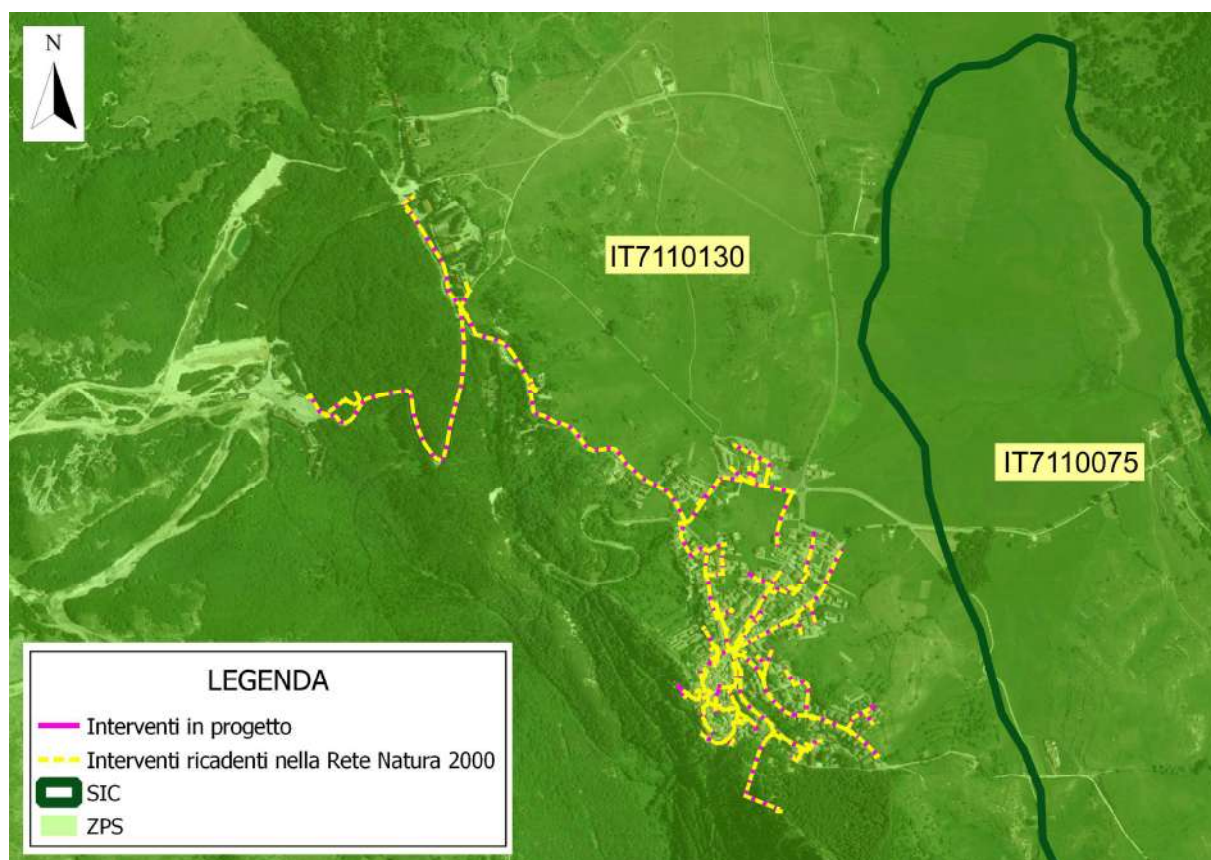 N
IT7110130
IT7110075
LEGENDA
Interventi in progetto
Interventi ricadenti nella Rete Natura 2000
SIC
ZPS